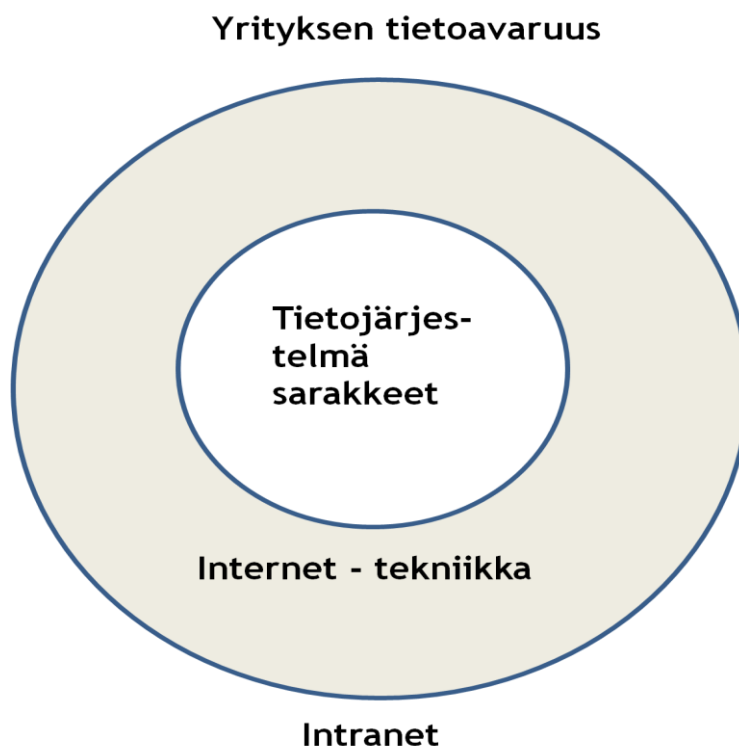 Yrityksen tietoavaruus
Tietojärjes-
telmä
sarakkeet
Internet - tekniikka
Intranet